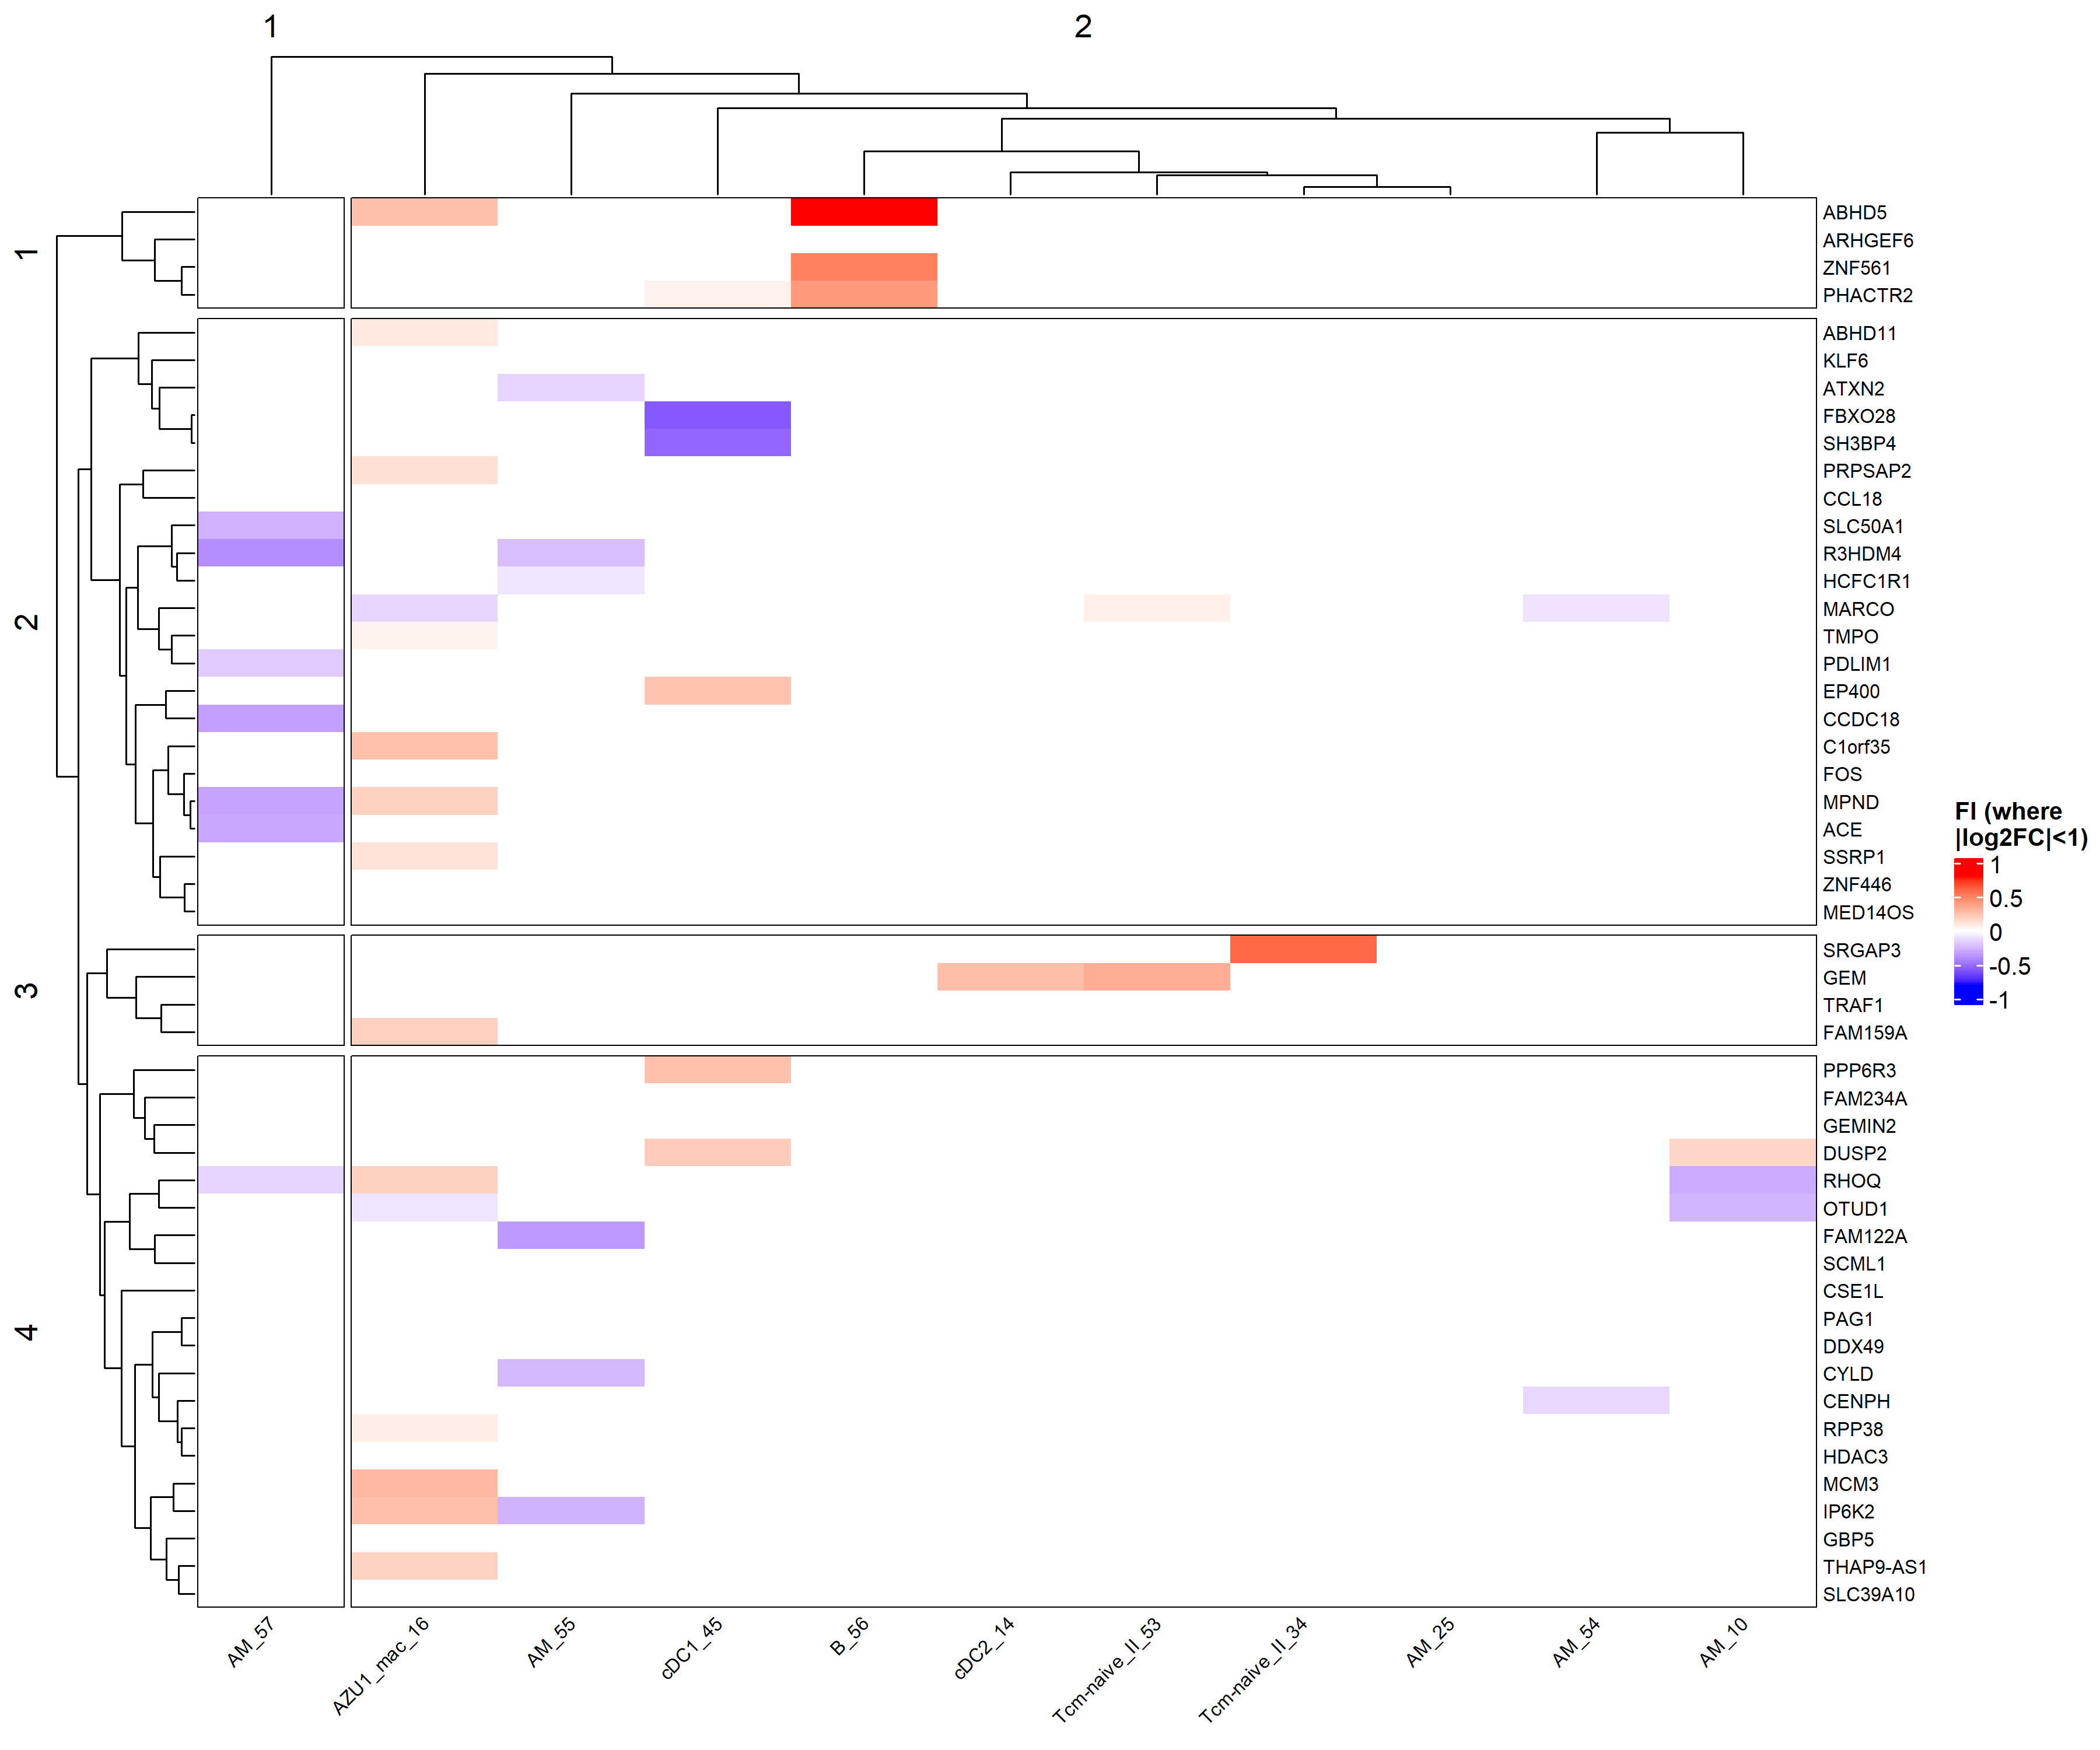 1
2
1
ABHD5
ARHGEF6
ZNF561
PHACTR2
2
ABHD11
KLF6
ATXN2
FBXO28
SH3BP4
PRPSAP2
CCL18
SLC50A1
R3HDM4
HCFC1R1
MARCO
TMPO
PDLIM1
EP400
CCDC18
C1orf35
FOS
MPND
ACE
SSRP1
ZNF446
MED14OS
3
SRGAP3
GEM
TRAF1
FAM159A
4
PPP6R3
FAM234A
GEMIN2
DUSP2
RHOQ
OTUD1
FAM122A
SCML1
CSE1L
PAG1
DDX49
CYLD
CENPH
RPP38
HDAC3
MCM3
IP6K2
GBP5
THAP9-AS1
SLC39A10
AM_57
AZU1_mac_16
AM_55
cDC1_45
B_56
cDC2_14
Tcm-naive_II_53
Tcm-naive_II_34
AM_25
AM_54
AM_10
FI (where
|log2FC|<1)
1
0.5
0
-0.5
-1